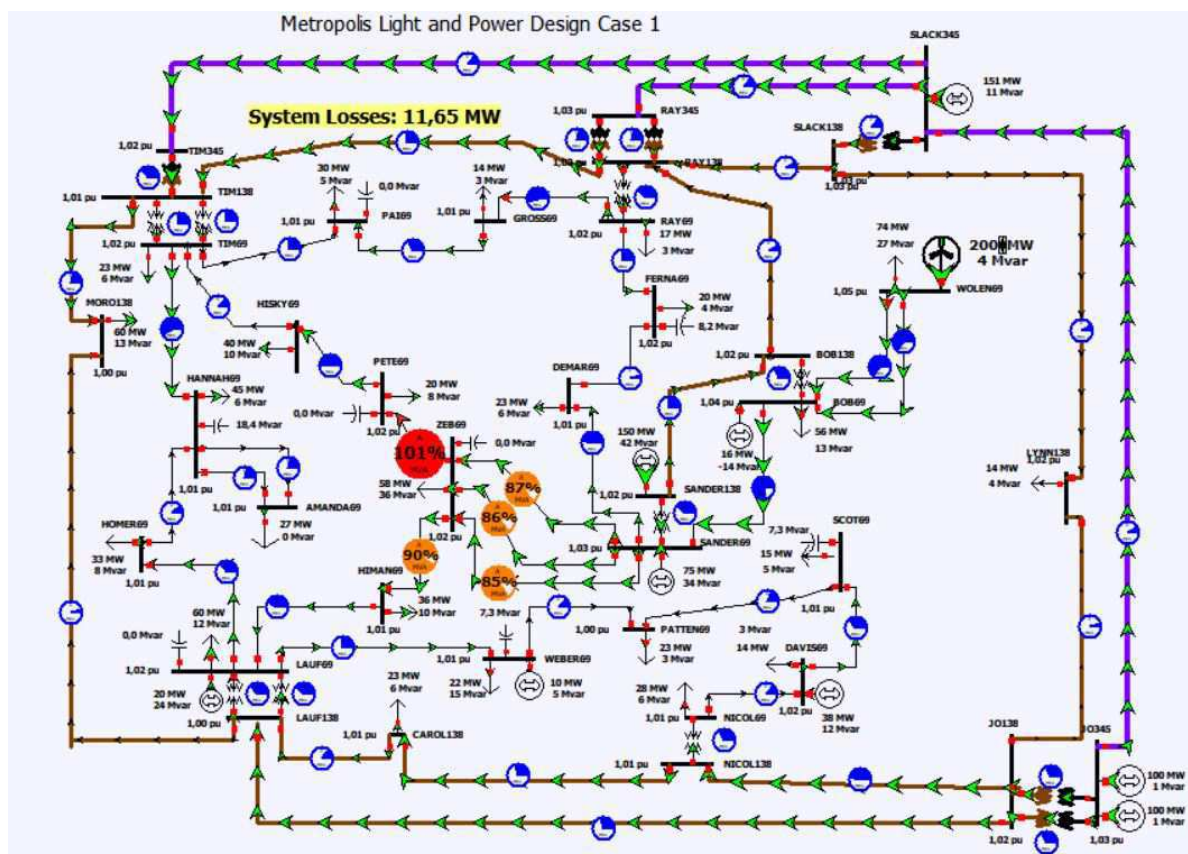 Metropolis Light and Power Design Case 1
SLACK345
151 MW
11 Mvar
System Losses: 11,65 MW
1,03 pu
RAY345
SLACK138
1,03 pu
1,02 pu
TIM345
RAY138
30 MW
5 Mvar
0,0 Mvar
14 MW
3 Mvar
1,01 pu
TIM138
1,01 pu
PAI69
1,01 pu
GROSS69
RAY69
1,02 pu
17 MW
3 Mvar
74 MW
27 Mvar
4 Mvar
WOLEN69
1,05 pu
1,02 pu
TIM69
23 MW
6 Mvar
MORO138
60 MW
13 Mvar
1,00 pu
HISKY69
40 MW
10 Mvar
FERNA69
20 MW
4 Mvar
8,2 Mvar
1,02 pu
PETE69
20 MW
8 Mvar
0,0 Mvar
1,02 pu
DEMAR69
23 MW
6 Mvar
1,01 pu
1,02 pu
BOB138
1,04 pu
BOB69
56 MW
13 Mvar
16 MW
-14 Mvar
HANNAH69
45 MW
6 Mvar
18,4 Mvar
1,01 pu
101%
ZEB69
0,0 Mvar
58 MW
36 Mvar
1,02 pu
87%
86%
85%
90%
150 MW
42 Mvar
1,02 pu
SANDER138
1,03 pu
SANDER69
75 MW
34 Mvar
LYNN138
1,02 pu
14 MW
4 Mvar
1,01 pu
AMANDA69
27 MW
0 Mvar
HOMER69
33 MW
8 Mvar
1,01 pu
HIMAN69
36 MW
10 Mvar
1,01 pu
SCOT69
7,3 Mvar
15 MW
5 Mvar
1,01 pu
60 MW
12 Mvar
0,0 Mvar
1,02 pu
LAUF69
20 MW
24 Mvar
1,00 pu
LAUF138
7,3 Mvar
1,01 pu
WEBER69
22 MW
15 Mvar
10 MW
5 Mvar
1,00 pu
PATTEN69
23 MW
3 Mvar
3 Mvar
14 MW
DAVIS69
1,02 pu
38 MW
12 Mvar
23 MW
6 Mvar
1,01 pu
CAROL138
28 MW
6 Mvar
1,01 pu
NICOL69
1,01 pu
NICOL138
JO138
JO345
100 MW
1 Mvar
100 MW
1 Mvar
1,02 pu
1,03 pu